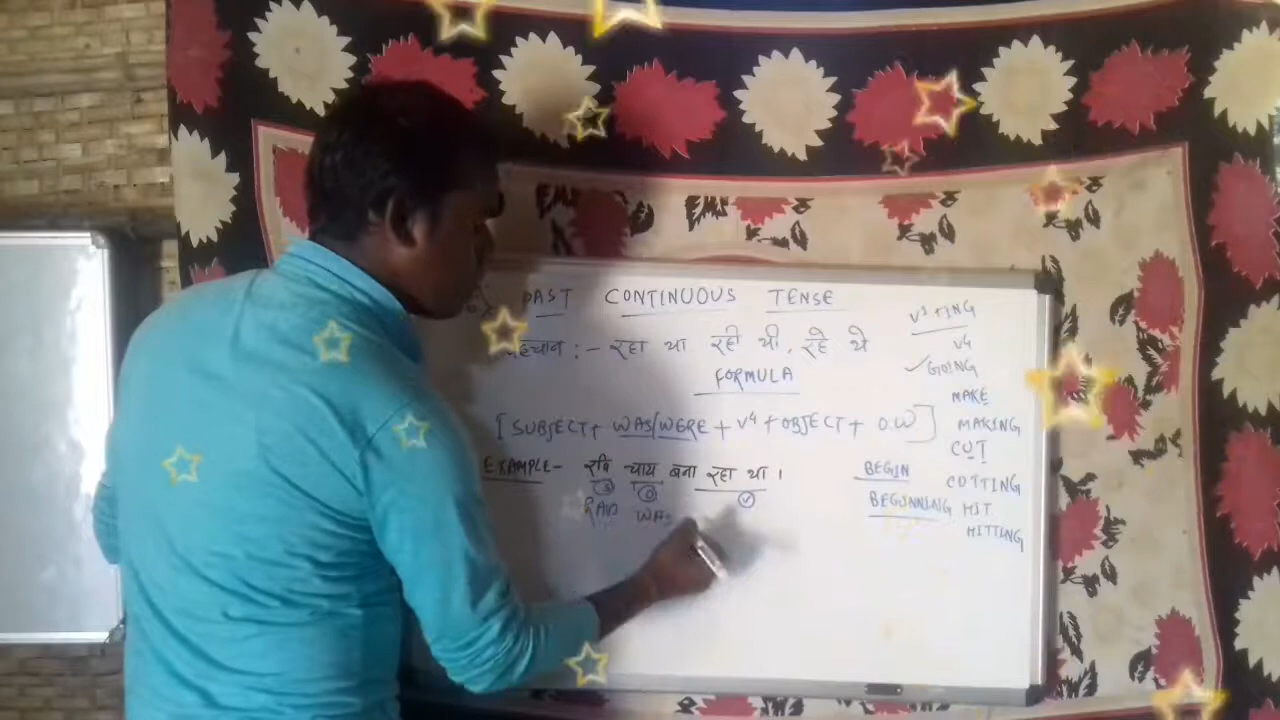 PAST CONTINUOUS TENSE
पहचान :- रहा था रही थी, रहे थे
FORMULA
[SUBJECT + WAS/WERE + V4 + OBJECT + O.W]
EXAMPLE- रवि चाय बना रहा था।
S O V
WAS
V1 +ING
V4
✓GOING
MAKE
MAKING
CUT
CUTTING
HIT
HITTING
BEGIN
BEGINNING